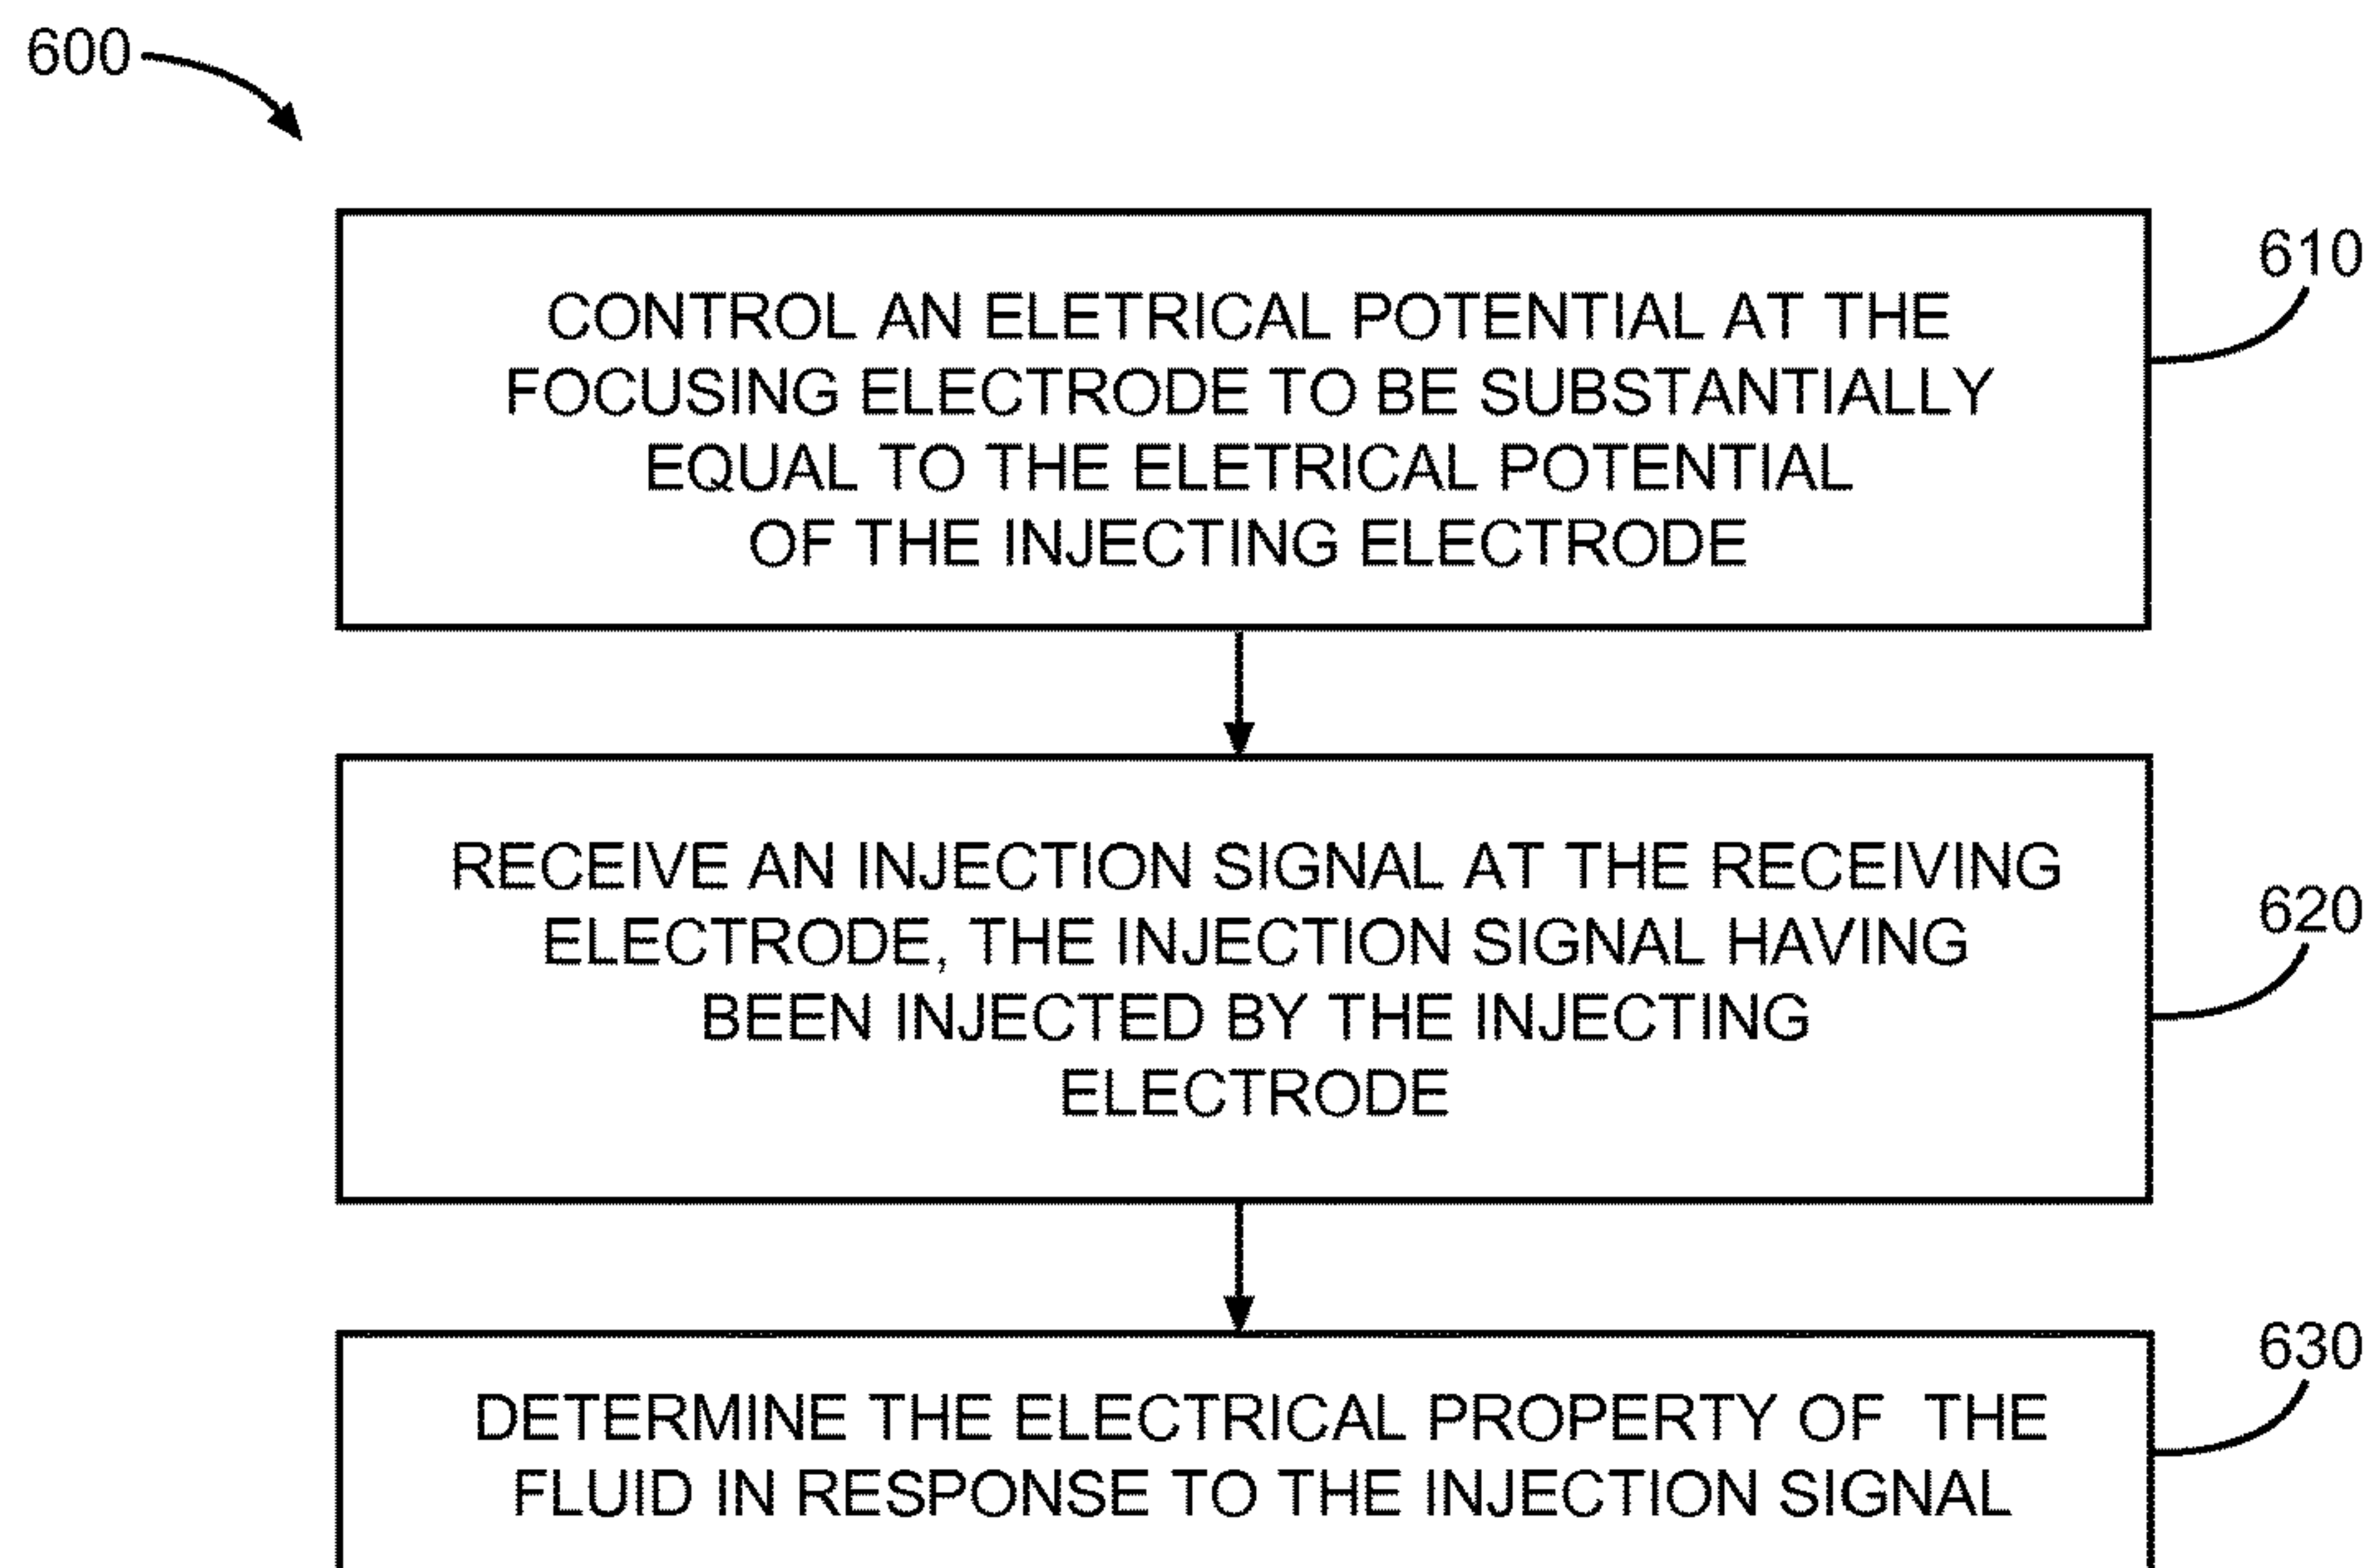 600
610
CONTROL AN ELETRICAL POTENTIAL AT THE
FOCUSING ELECTRODE TO BE SUBSTANTIALLY
EQUAL TO THE ELETRICAL POTENTIAL
OF THE INJECTING ELECTRODE
620
RECEIVE AN INJECTION SIGNAL AT THE RECEIVING
ELECTRODE, THE INJECTION SIGNAL HAVING
BEEN INJECTED BY THE INJECTING
ELECTRODE
630
DETERMINE THE ELECTRICAL PROPERTY OF THE
FLUID IN RESPONSE TO THE INJECTION SIGNAL